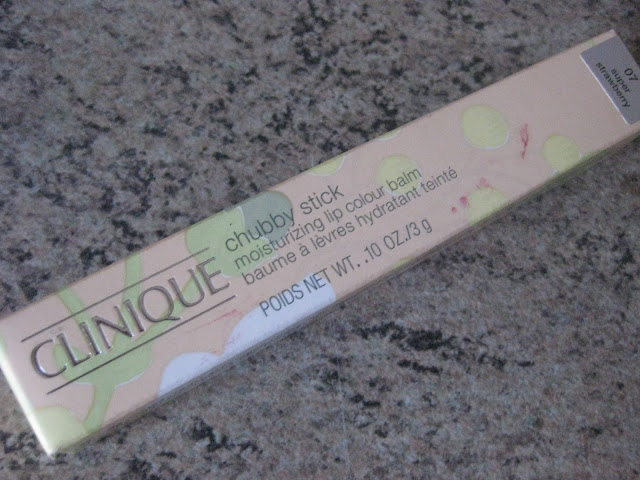 CLINIQUE
chubby stick
moisturizing lip colour balm
baume à lèvres hydratant teinté
POIDS NET WT. .10 OZ./3 g
07
super
strawberry